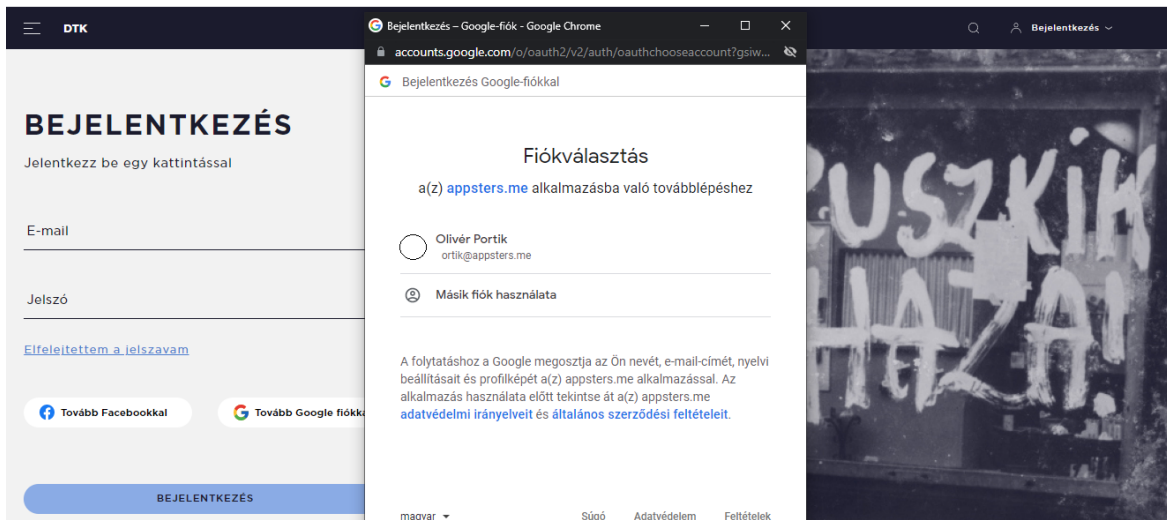 DTK
Bejelentkezés
BEJELENTKEZÉS
Jelentkezz be egy kattintással
E-mail
Jelszó
Elfelejtettem a jelszavam
Tovább Facebookkal
Tovább Google fiókka
BEJELENTKEZÉS
Bejelentkezés – Google-fiók - Google Chrome
accounts.google.com/o/oauth2/v2/auth/oauthchooseaccount?gsiw...
Bejelentkezés Google-fiókkal
Fiókválasztás
a(z) appsters.me alkalmazásba való továbblépéshez
Olivér Portik
ortik@appsters.me
Másik fiók használata
A folytatáshoz a Google megosztja az Ön nevét, e-mail-címét, nyelvi
beállításait és profilképét a(z) appsters.me alkalmazással. Az
alkalmazás használata előtt tekintse át a(z) appsters.me
adatvédelmi irányelveit és általános szerződési feltételeit.
magyar
Súgó Adatvédelem Feltételek
RUSZKIK
HAZA!